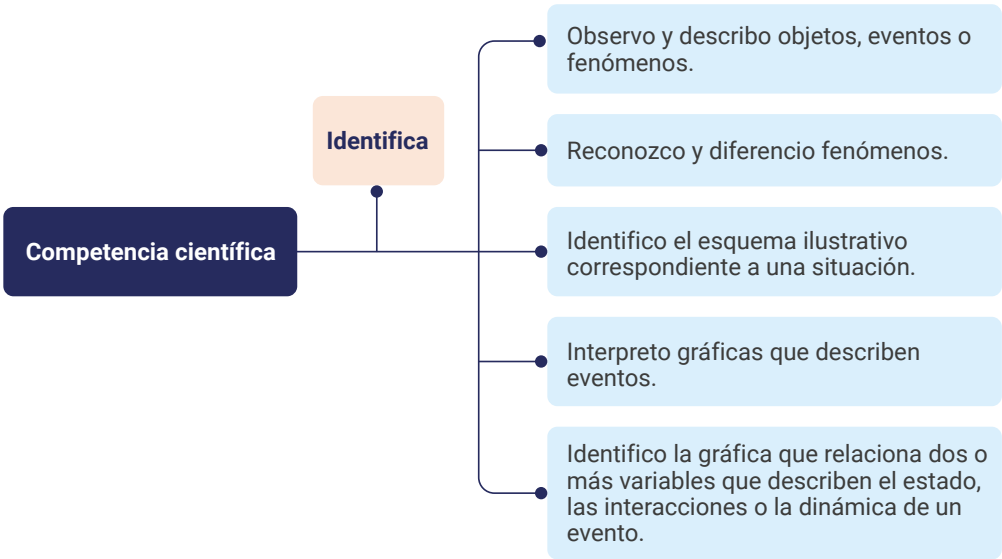 Competencia científica
Identifica
Observo y describo objetos, eventos o
fenómenos.
Reconozco y diferencio fenómenos.
Identifico el esquema ilustrativo
correspondiente a una situación.
Interpreto gráficas que describen
eventos.
Identifico la gráfica que relaciona dos o
más variables que describen el estado,
las interacciones o la dinámica de un
evento.